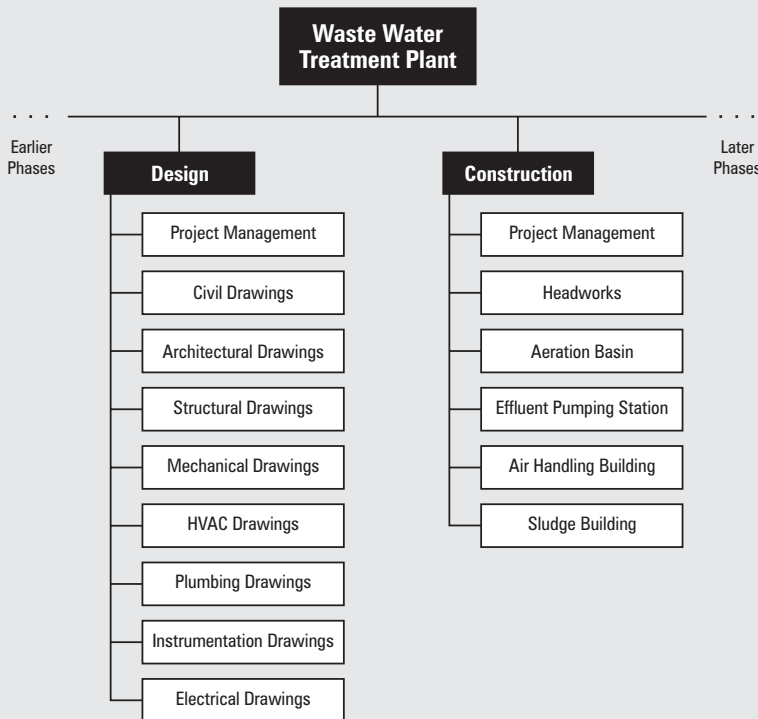 Waste Water
Treatment Plant
. . .
. . .
Earlier
Phases
Later
Phases
Design
Construction
Project Management
Civil Drawings
Architectural Drawings
Structural Drawings
Mechanical Drawings
HVAC Drawings
Plumbing Drawings
Instrumentation Drawings
Electrical Drawings
Project Management
Headworks
Aeration Basin
Effluent Pumping Station
Air Handling Building
Sludge Building